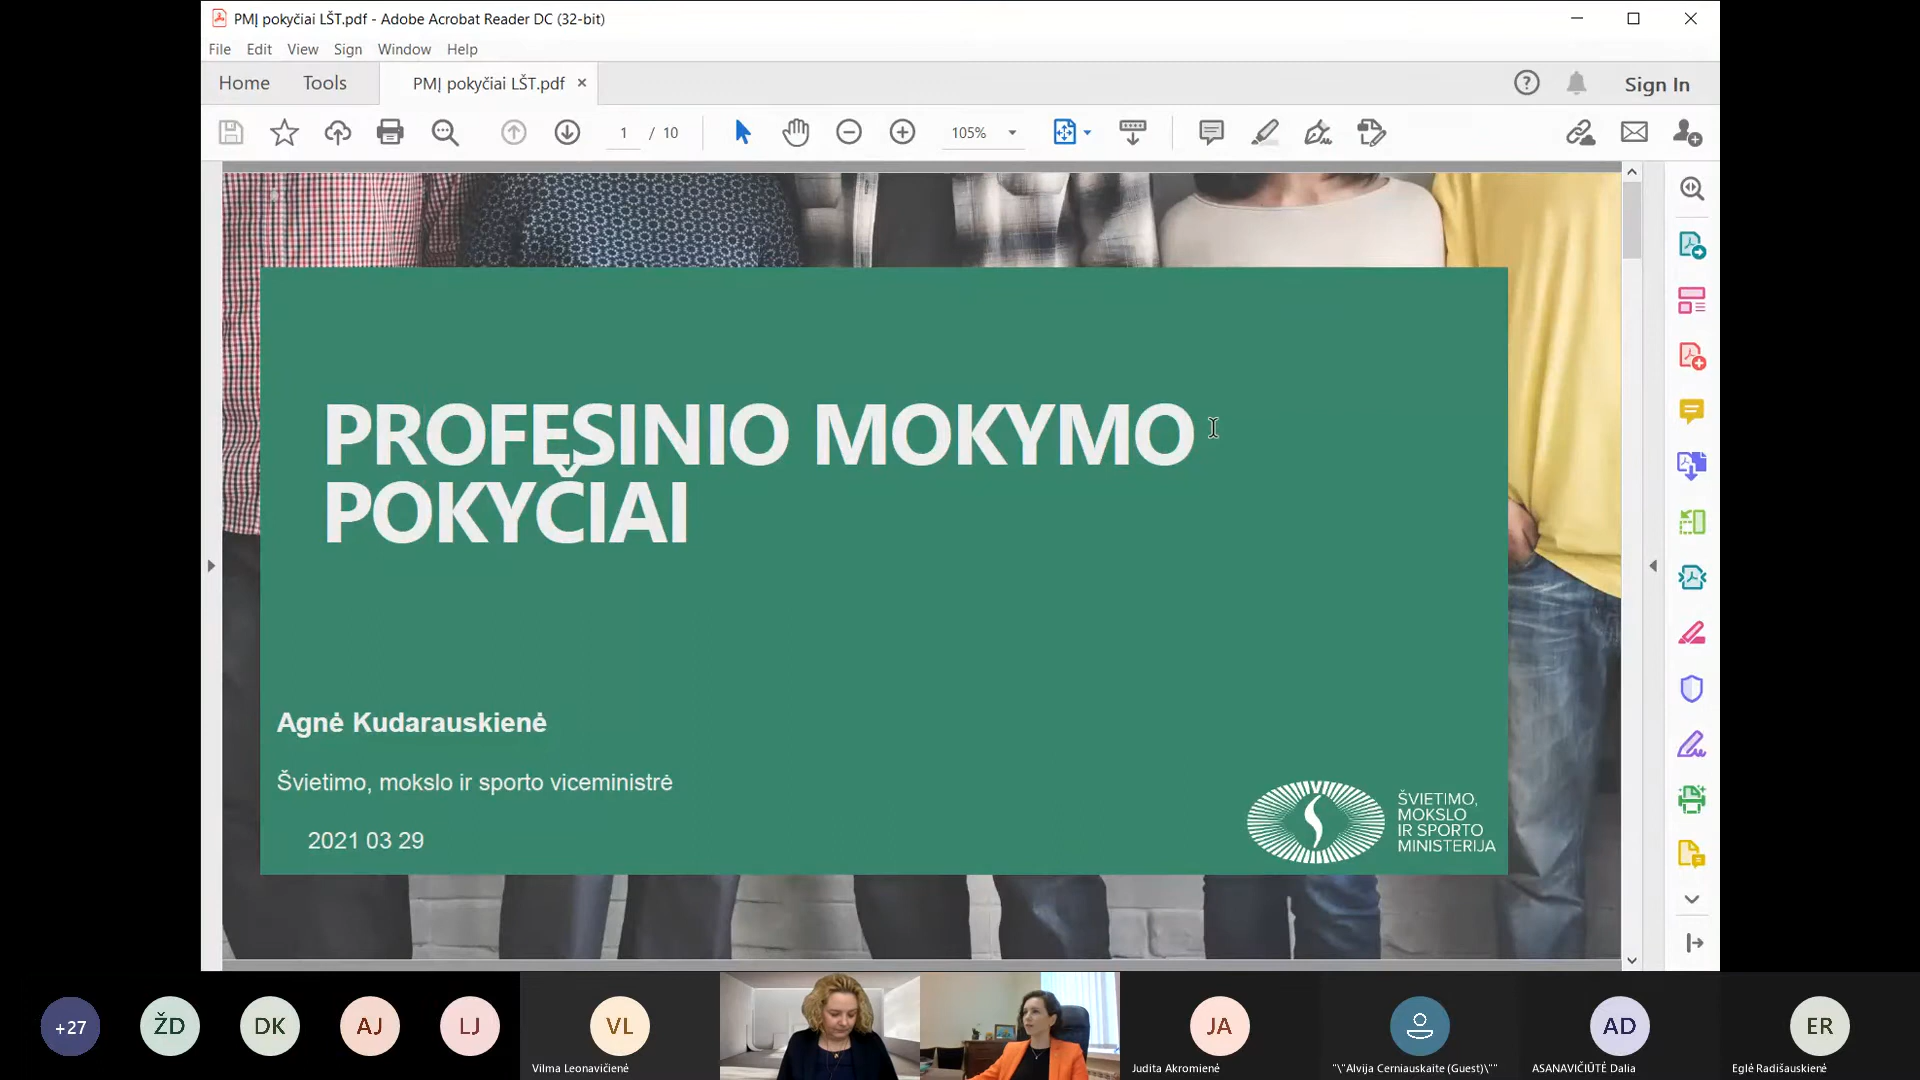 PMĮ pokyčiai LŠT.pdf - Adobe Acrobat Reader DC (32-bit)
File Edit View Sign Window Help
Home Tools PMĮ pokyčiai LŠT.pdf × Sign In
1 / 10 105%
PROFESINIO MOKYMO
POKYČIAI
Agnė Kudarauskienė
Švietimo, mokslo ir sporto viceministrė
2021 03 29
ŠVIETIMO,
MOKSLO
IR SPORTO
MINISTERIJA
+27 ŽD DK AJ LJ VL JA AD ER
Vilma Leonavičienė Judita Akromienė "\"Alvija Cerniauskaite (Guest)\"" ASANAVIČIŪTĖ Dalia Eglė Radišauskienė